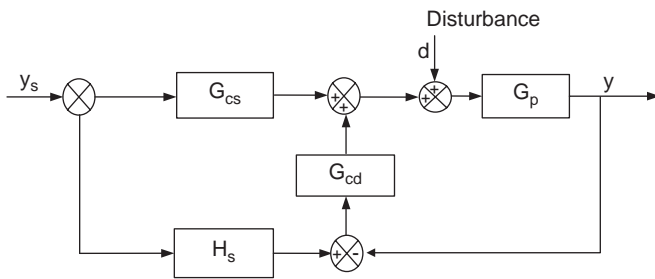 Disturbance
d
y_s
G_cs
+
+
+
+
G_p
y
G_cd
H_s
+
-